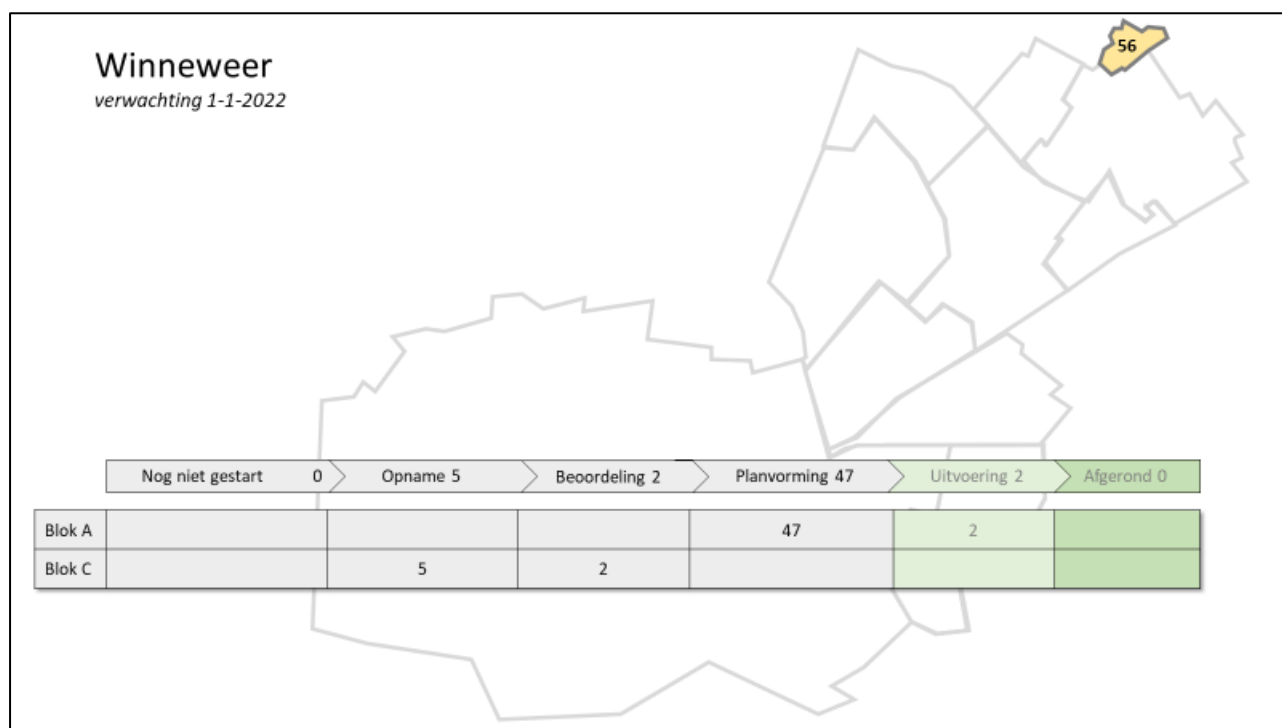 Winneweer
verwachting 1-1-2022
56
Nog niet gestart 0 Opname 5 Beoordeling 2 Planvorming 47 Uitvoering 2 Afgerond 0
Blok A 47 2
Blok C 5 2